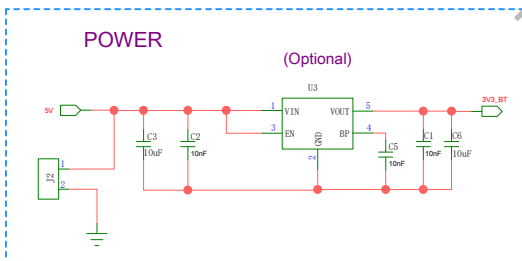 POWER
(Optional)
U3
5V
1
VIN
VOUT
5
3V3_BT
3
EN
BP
4
GND
2
C3
10uF
C2
10nF
C5
10nF
C1
10nF
C6
10uF
J2
1
2